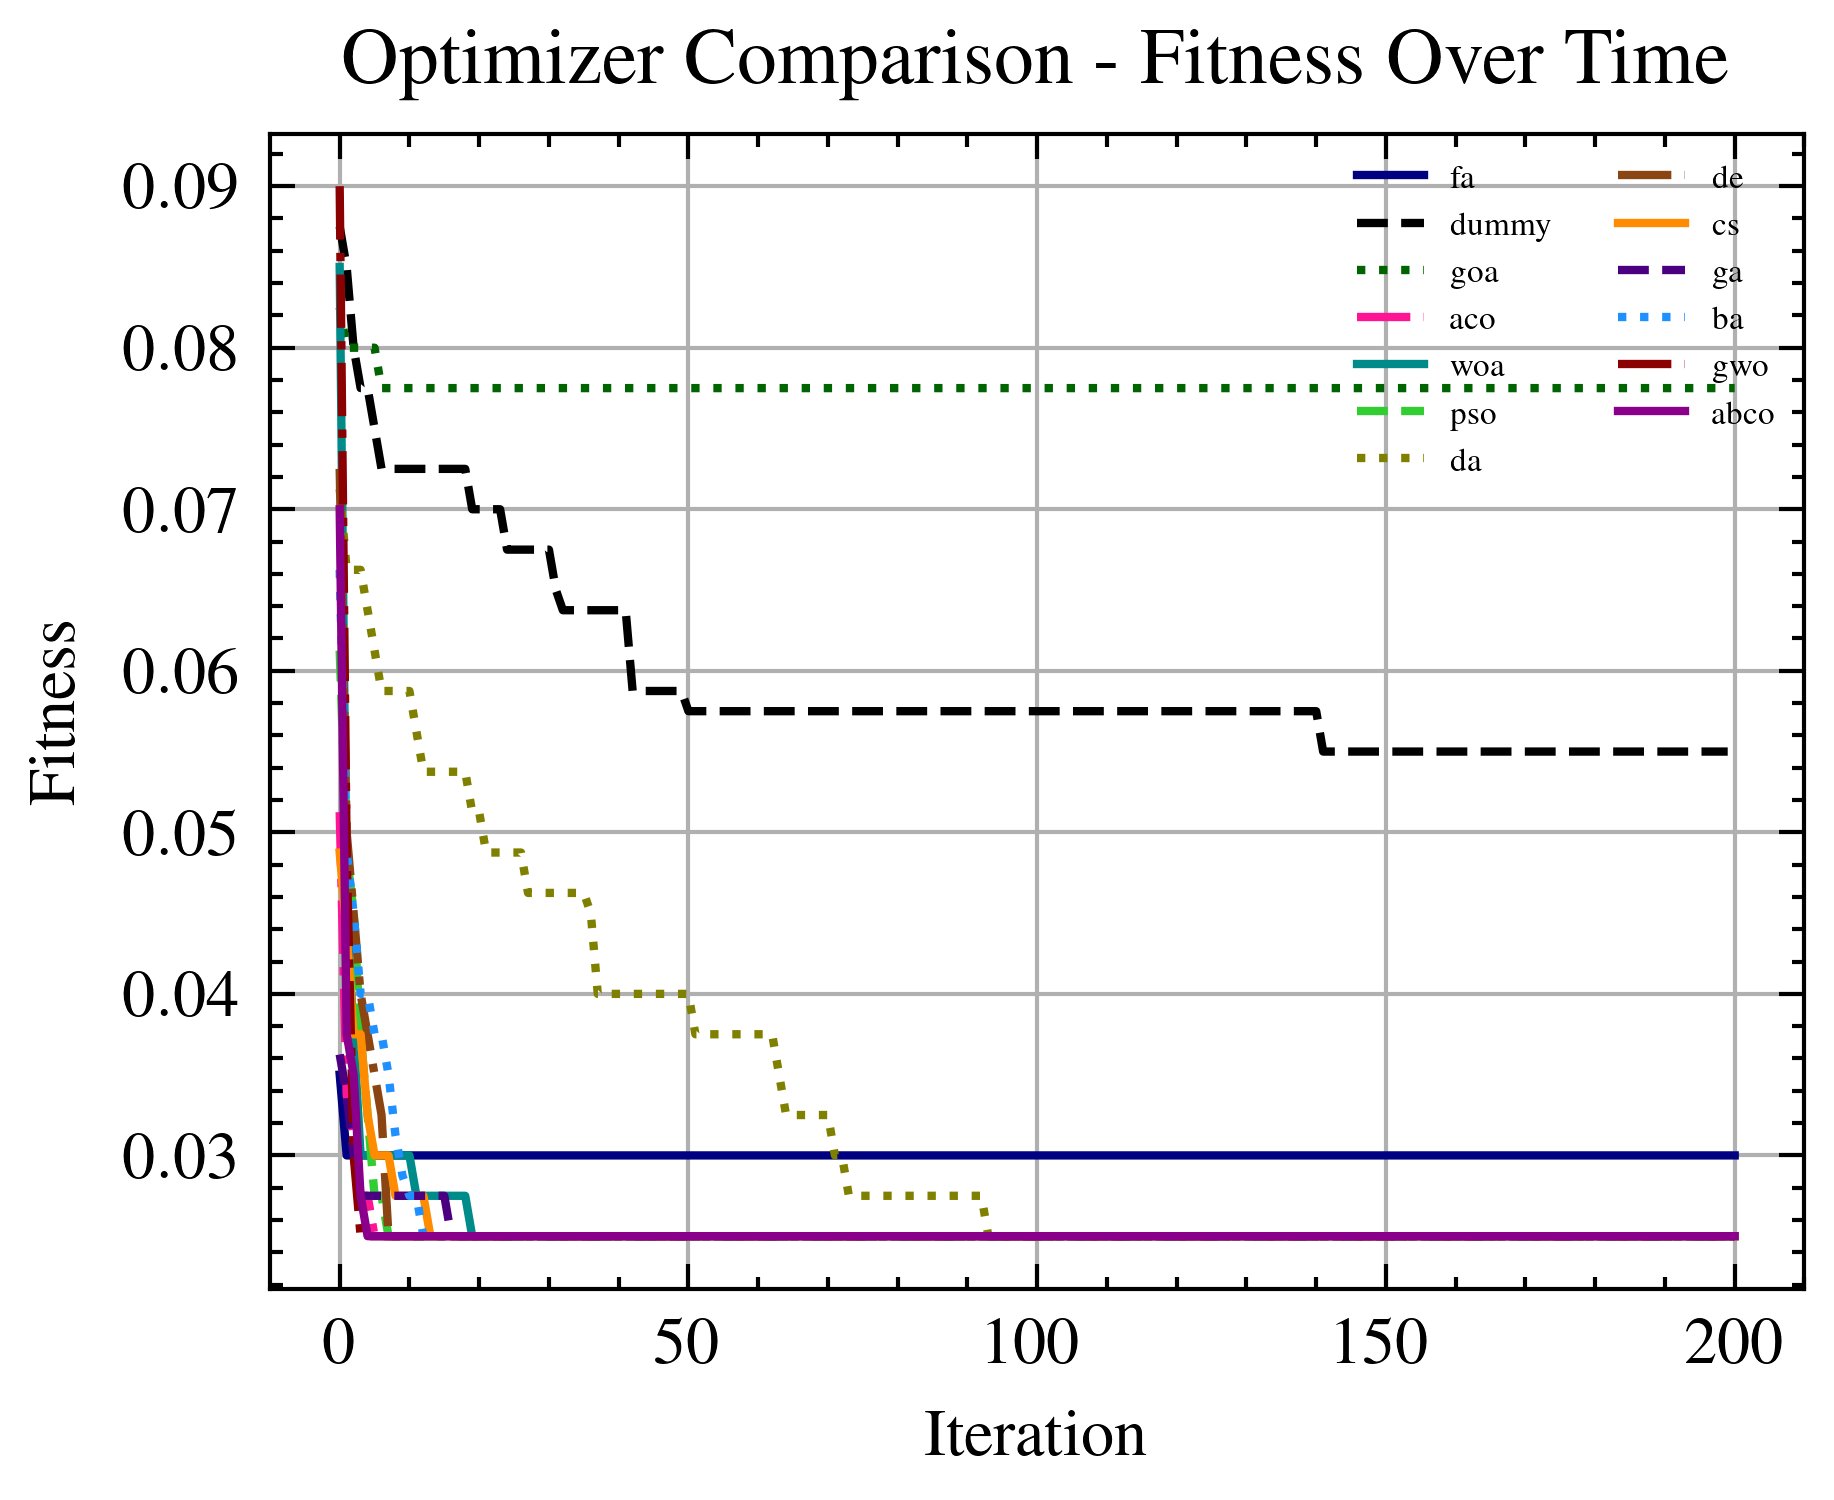 Optimizer Comparison - Fitness Over Time
0.09
0.08
0.07
0.06
0.05
0.04
0.03
Fitness
fa
dummy
goa
aco
woa
pso
da
de
cs
ga
ba
gwo
abco
0 50 100 150 200
Iteration